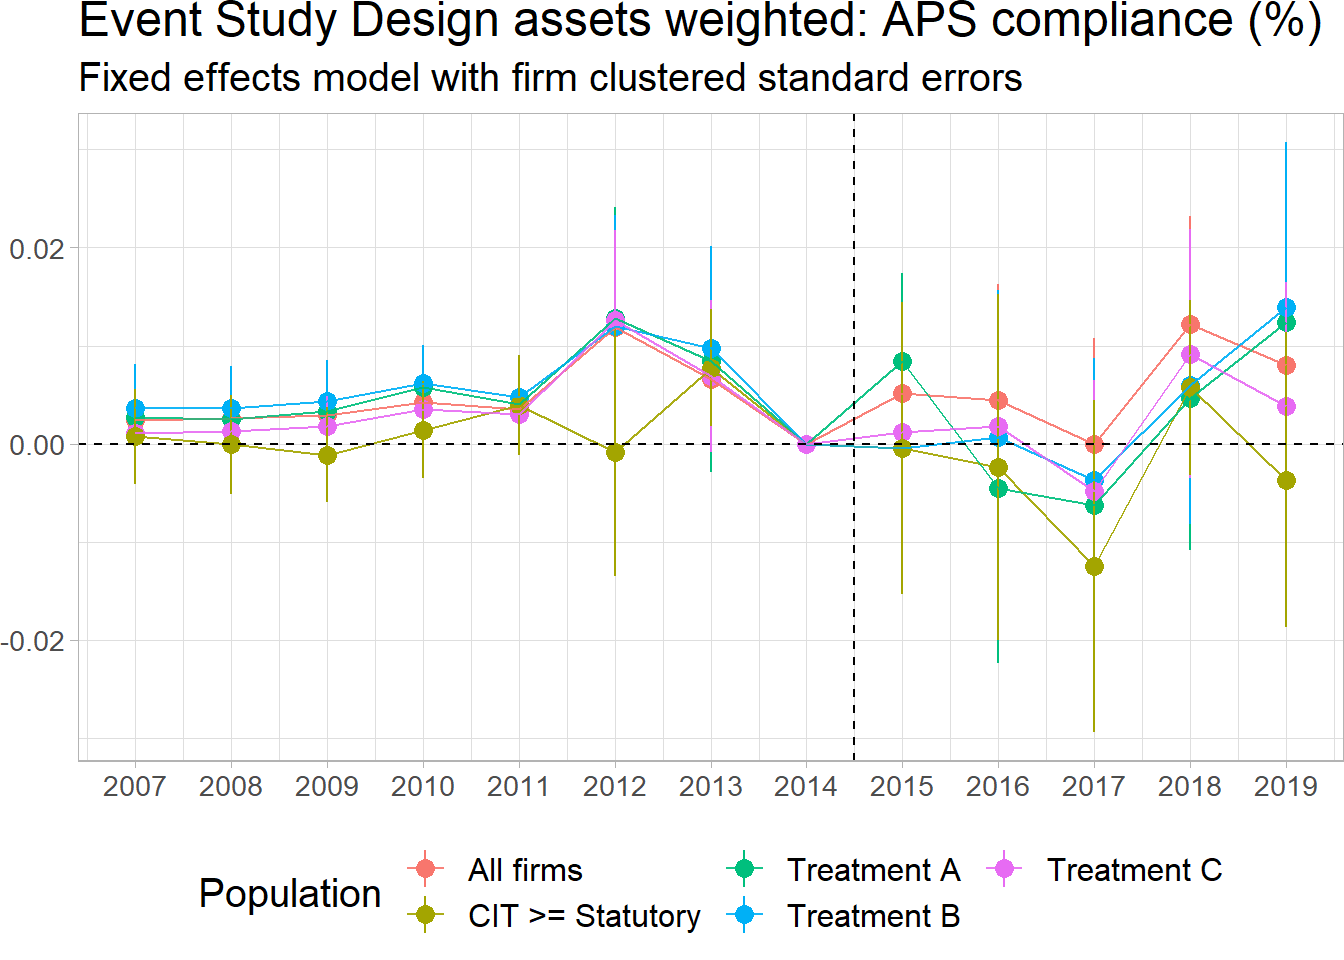 Event Study Design assets weighted: APS compliance (%)
Fixed effects model with firm clustered standard errors
0.02
0.00
-0.02
2007 2008 2009 2010 2011 2012 2013 2014 2015 2016 2017 2018 2019
Population
All firms
CIT >= Statutory
Treatment A
Treatment B
Treatment C